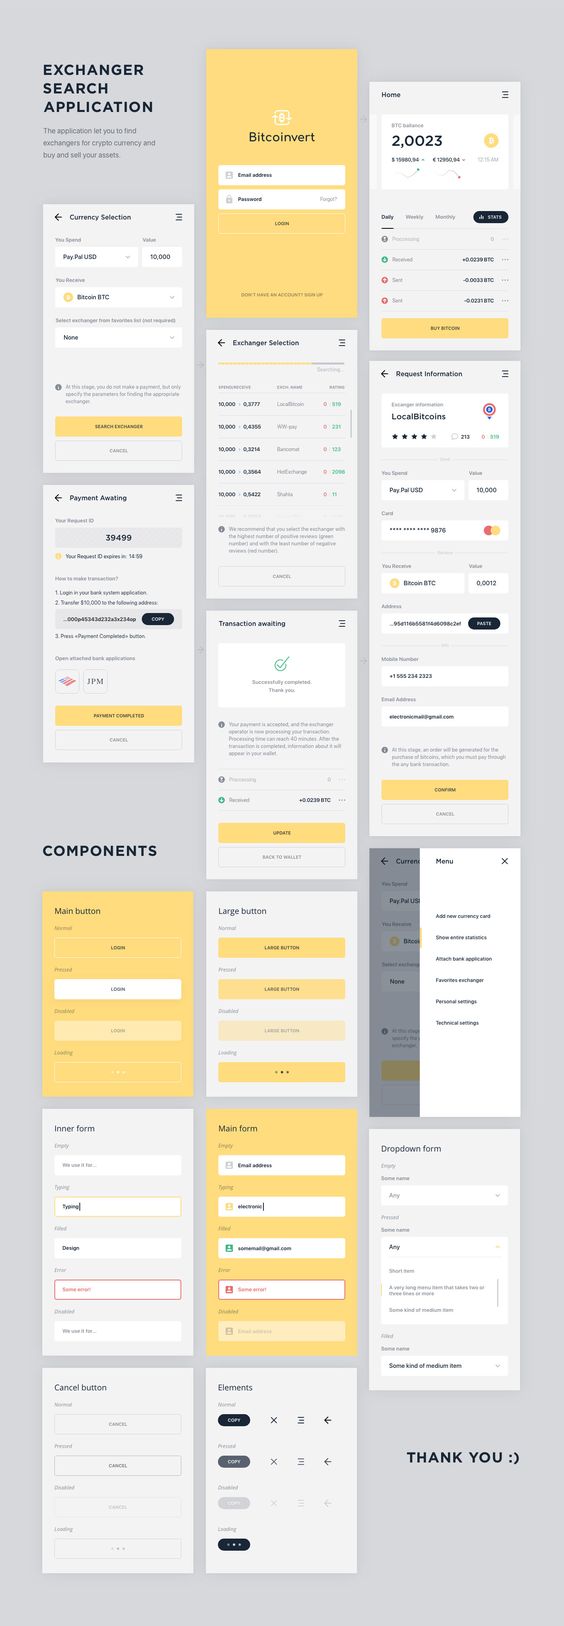 EXCHANGER
SEARCH
APPLICATION
The application let you to find
exchangers for crypto currency and
buy and sell your assets.
Bitcoinvert
Email address
Password Forgot?
LOGIN
DON'T HAVE AN ACCOUNT? SIGN UP
Home
BTC ballance
2,0023
$ 15980,94 € 12950,94 12:15 AM
Daily Weekly Monthly STATS
Proccessing 0
Received +0.0239 BTC
Sent -0.0033 BTC
Sent -0.0231 BTC
BUY BITCOIN
Currency Selection
You Spend Value
Pay.Pal USD 10,000
You Receive
Bitcoin BTC
Select exchanger from favorites list (not required)
None
At this stage, you do not make a payment, but only
specify the parameters for finding the appropriate
exchanger.
SEARCH EXCHANGER
CANCEL
Exchanger Selection
Searching...
SPEND/RECEIVE EXCH. NAME RATING
10,000 0,3777 LocalBitcoin 0 519
10,000 0,4355 WW-pay 0 231
10,000 0,3214 Bancomat 0 123
10,000 0,3564 HotExchange 0 2098
10,000 0,5422 Shahta 0 11
We recommend that you select the exchanger with
the highest number of positive reviews (green
number) and with the least number of negative
reviews (red number).
CANCEL
Request Information
Excanger information
LocalBitcoins
213 0 519
Send
You Spend Value
Pay.Pal USD 10,000
Card
**** **** **** 9876
Receive
You Receive Value
Bitcoin BTC 0,0012
Address
...95d116b5581f4d6098c2ef PASTE
Mobile Number
+1 555 234 2323
Email Address
electronicmail@gmail.com
At this stage, an order will be generated for the
purchase of bitcoins, which you must pay through
the any bank transaction.
CONFIRM
CANCEL
Payment Awating
Your Request ID
39499
Your Request ID expires in: 14:59
How to make transaction?
1. Login in your bank system application.
2. Transfer $10,000 to the following address:
...000p45343d232a3x234op COPY
3. Press «Payment Completed» button.
Open attached bank applications
JPM
PAYMENT COMPLETED
CANCEL
Transaction awaiting
Successfully completed.
Thank you.
Your payment is accepted, and the exchanger
operator is now processing your transaction.
Processing time can reach 40 minutes. After the
transaction is completed, information about it will
appear in your wallet.
Proccessing 0
Received +0.0239 BTC
UPDATE
BACK TO WALLET
COMPONENTS
Main button
Normal
LOGIN
Pressed
LOGIN
Disabled
LOGIN
Loading
Large button
Normal
LARGE BUTTON
Pressed
LARGE BUTTON
Disabled
LARGE BUTTON
Loading
Curren
You Spend
Pay.Pal USD
You Receive
Bitcoi
Select exchang
None
At this stage
specify the p
exchanger.
Menu
Add new currency card
Show entire statistics
Attach bank application
Favorites exchanger
Personal settings
Technical settings
Inner form
Empty
We use it for...
Typing
Typing
Filled
Design
Error
Some error!
Disabled
We use it for...
Main form
Empty
Email address
Typing
electronic
Filled
somemail@gmail.com
Error
Some error!
Disabled
Email address
Dropdown form
Empty
Some name
Any
Pressed
Some name
Any
Short item
A very long menu item that takes two or
three lines or more
Some kind of medium item
Filled
Some name
Some kind of medium item
Cancel button
Normal
CANCEL
Pressed
CANCEL
Disabled
CANCEL
Loading
Elements
Normal
COPY
Pressed
COPY
Disabled
COPY
Loading
THANK YOU :)